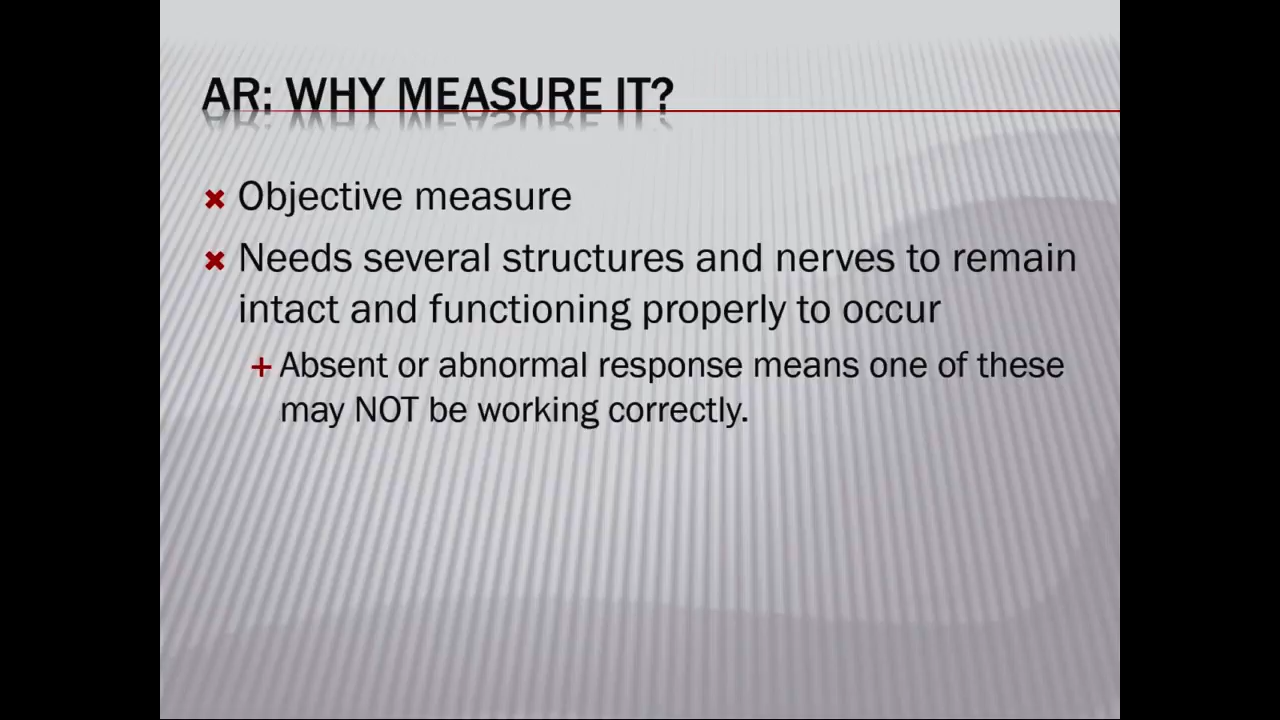 AR: WHY MEASURE IT?
Objective measure
Needs several structures and nerves to remain
intact and functioning properly to occur
Absent or abnormal response means one of these
may NOT be working correctly.